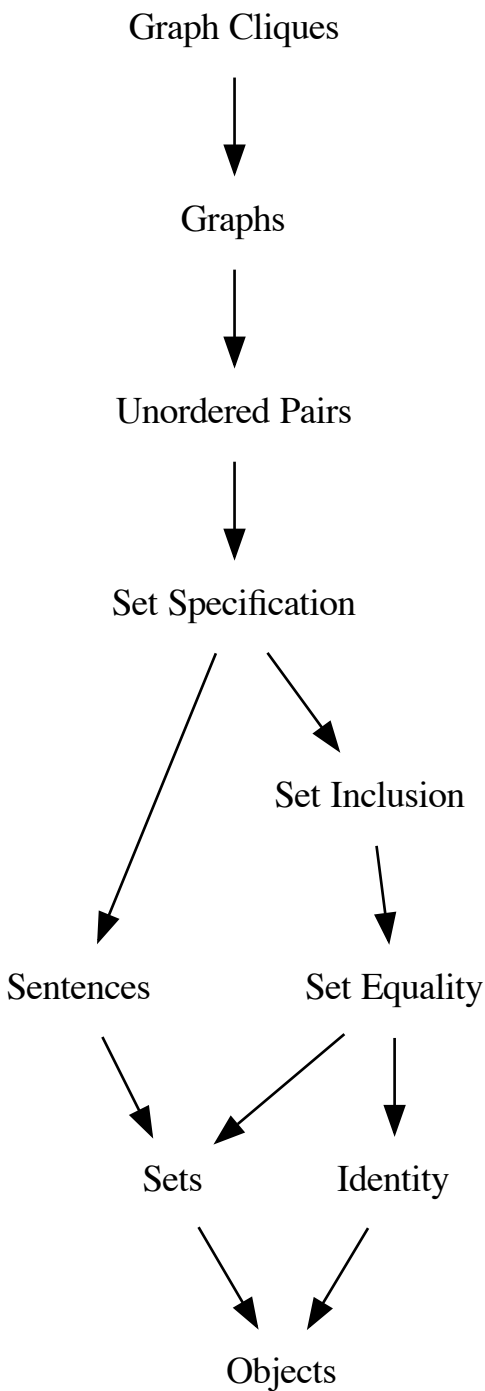 Graph Cliques
Graphs
Unordered Pairs
Set Specification
Set Inclusion
Sentences
Set Equality
Sets
Identity
Objects